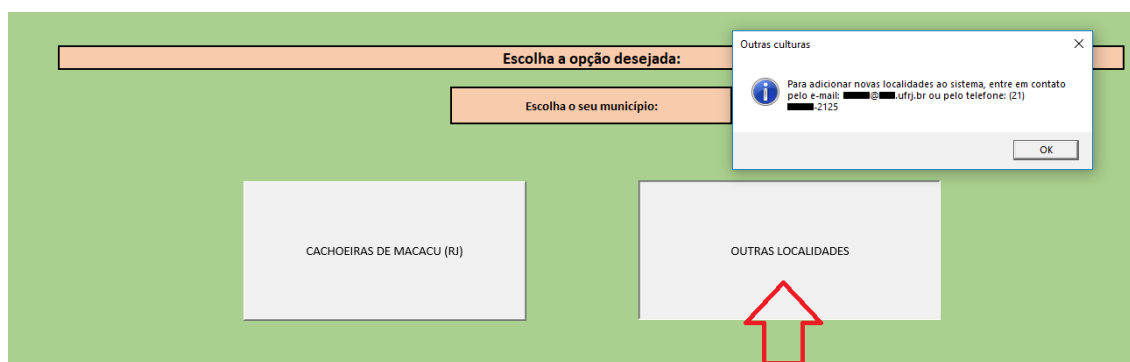 Escolha a opção desejada:
Outras culturas
Para adicionar novas localidades ao sistema, entre em contato
pelo e-mail: @ .ufrj.br ou pelo telefone: (21)
-2125
OK
Escolha o seu município:
CACHOEIRAS DE MACACU (RJ)
OUTRAS LOCALIDADES